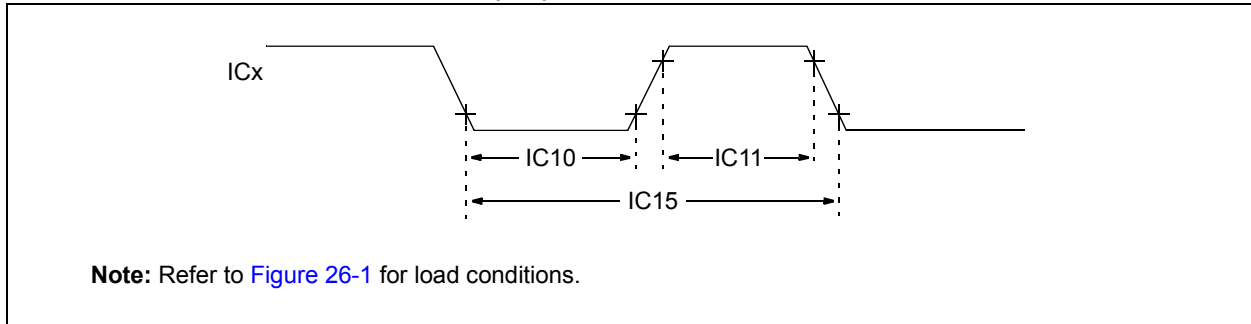 ICx
IC10
IC11
IC15
Note: Refer to Figure 26-1 for load conditions.